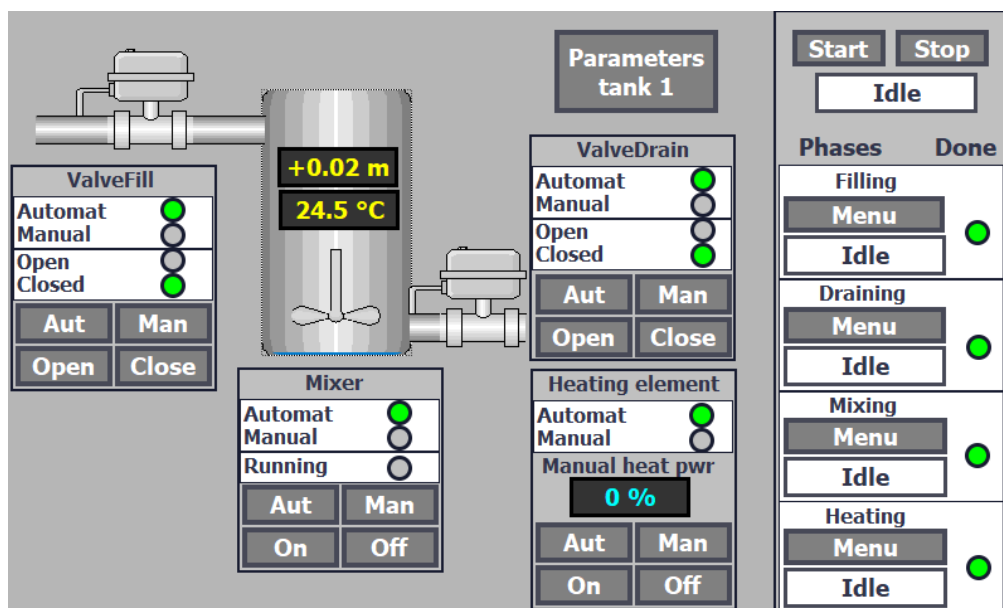 Parameters
tank 1
+0.02 m
24.5 °C
ValveFill
Automat
Manual
Open
Closed
Aut Man
Open Close
ValveDrain
Automat
Manual
Open
Closed
Aut Man
Open Close
Mixer
Automat
Manual
Running
Aut Man
On Off
Heating element
Automat
Manual
Manual heat pwr
0 %
Aut Man
On Off
Start Stop
Idle
Phases Done
Filling
Menu
Idle
Draining
Menu
Idle
Mixing
Menu
Idle
Heating
Menu
Idle